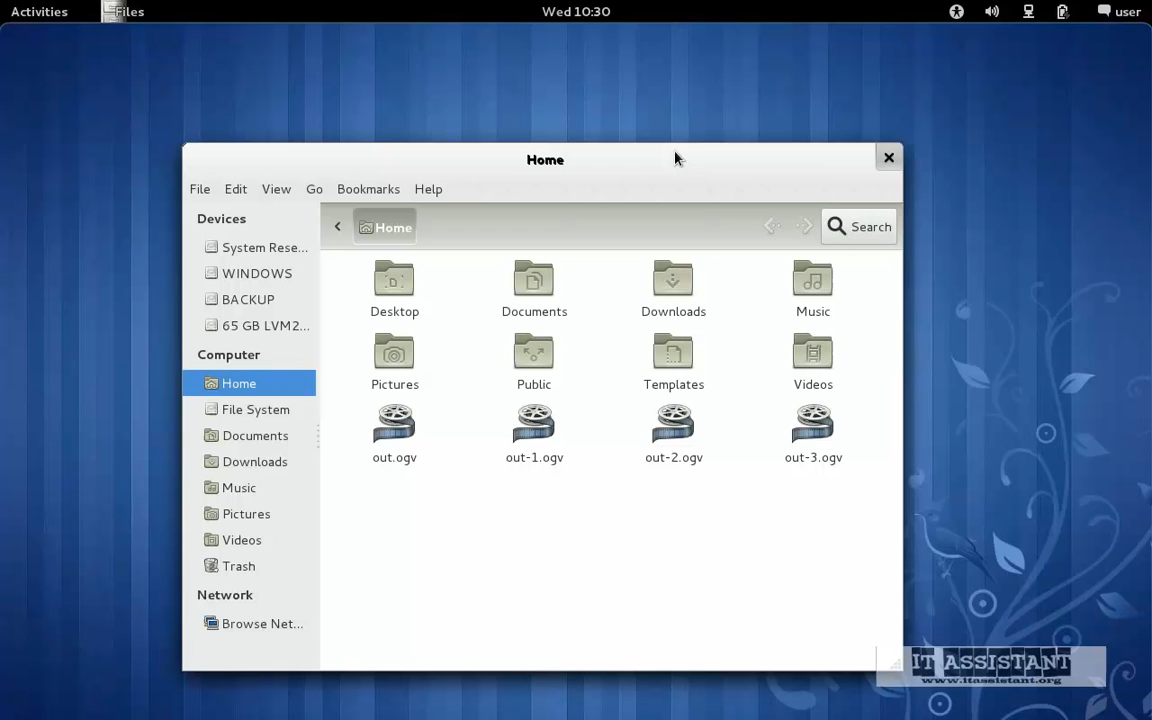 Activities Files Wed 10:30 user
Home
File Edit View Go Bookmarks Help
Devices
System Rese...
WINDOWS
BACKUP
65 GB LVM2...
Computer
Home
File System
Documents
Downloads
Music
Pictures
Videos
Trash
Network
Browse Net...
Home Search
Desktop Documents Downloads Music
Pictures Public Templates Videos
out.ogv out-1.ogv out-2.ogv out-3.ogv
IT ASSISTANT
www.itassistant.org